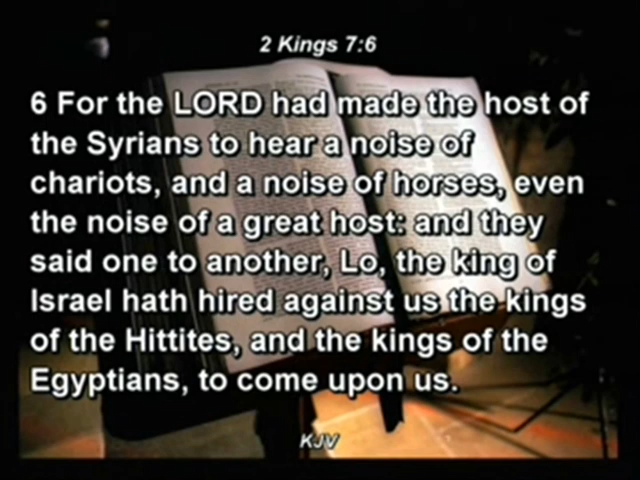 2 Kings 7:6
6 For the LORD had made the host of
the Syrians to hear a noise of
chariots, and a noise of horses, even
the noise of a great host: and they
said one to another, Lo, the king of
Israel hath hired against us the kings
of the Hittites, and the kings of the
Egyptians, to come upon us.
KJV